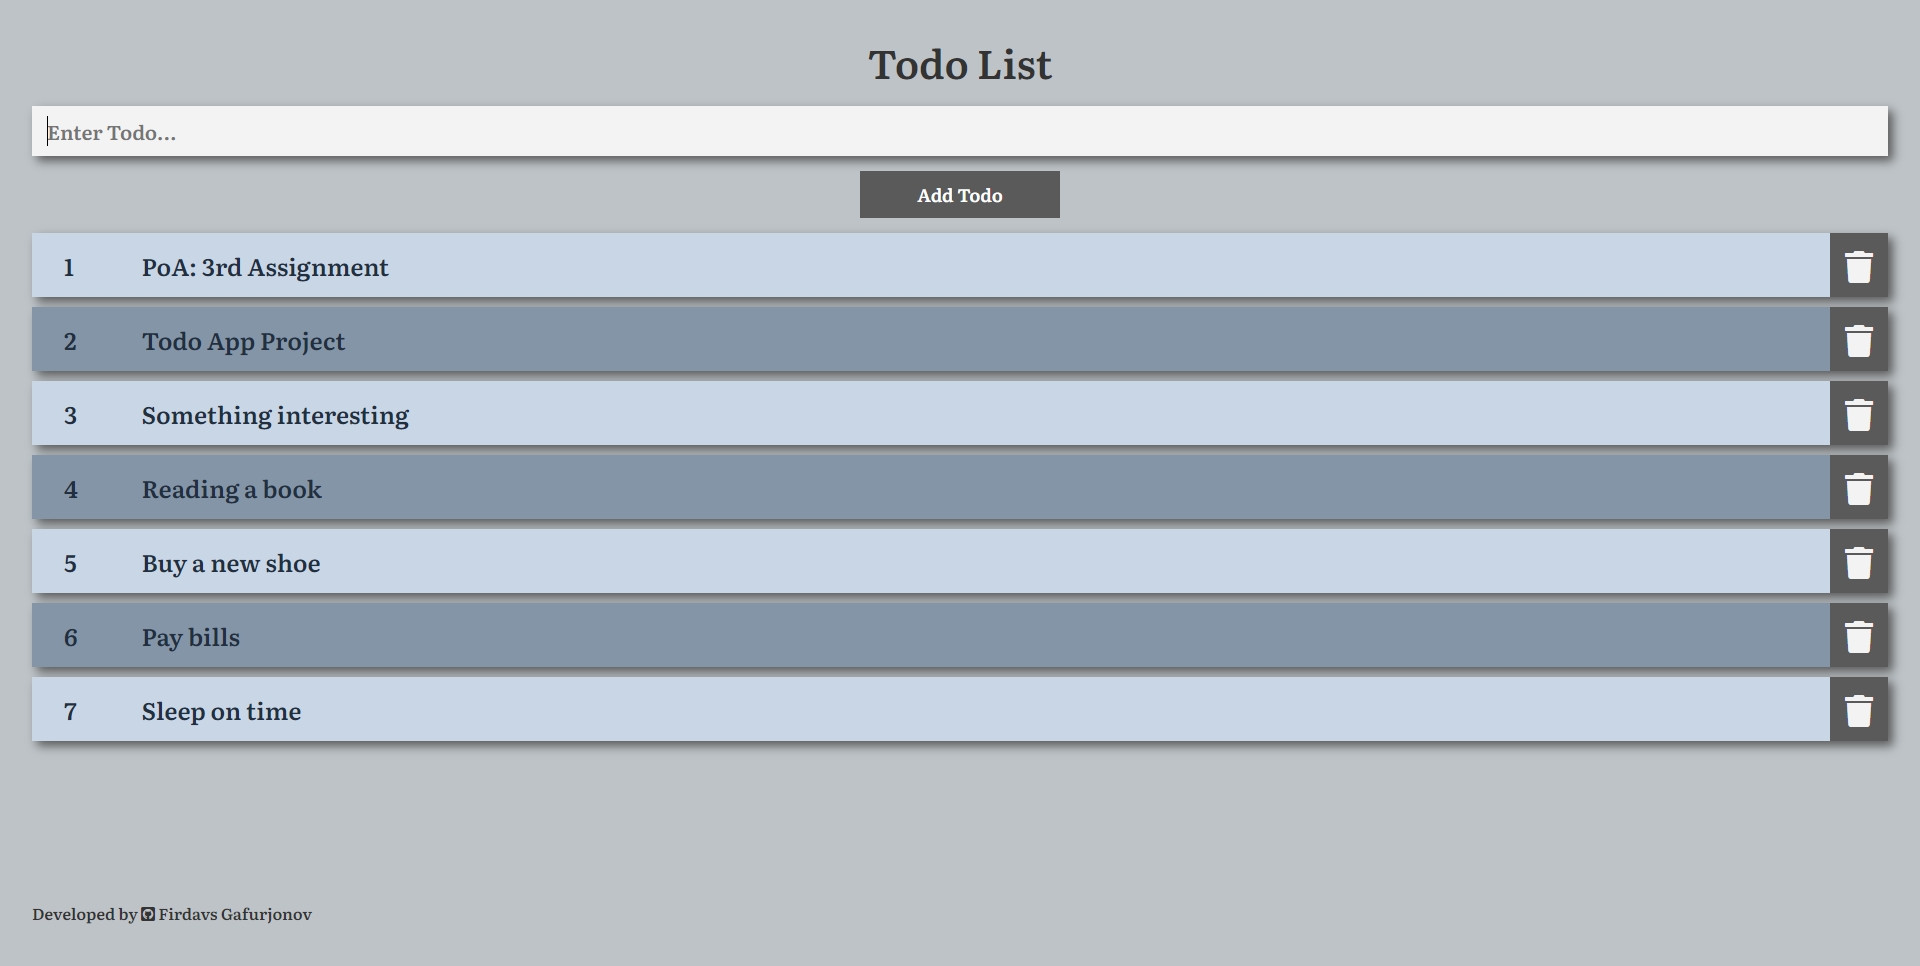 Todo List
Enter Todo...
Add Todo
1 PoA: 3rd Assignment
2 Todo App Project
3 Something interesting
4 Reading a book
5 Buy a new shoe
6 Pay bills
7 Sleep on time
Developed by Firdavs Gafurjonov